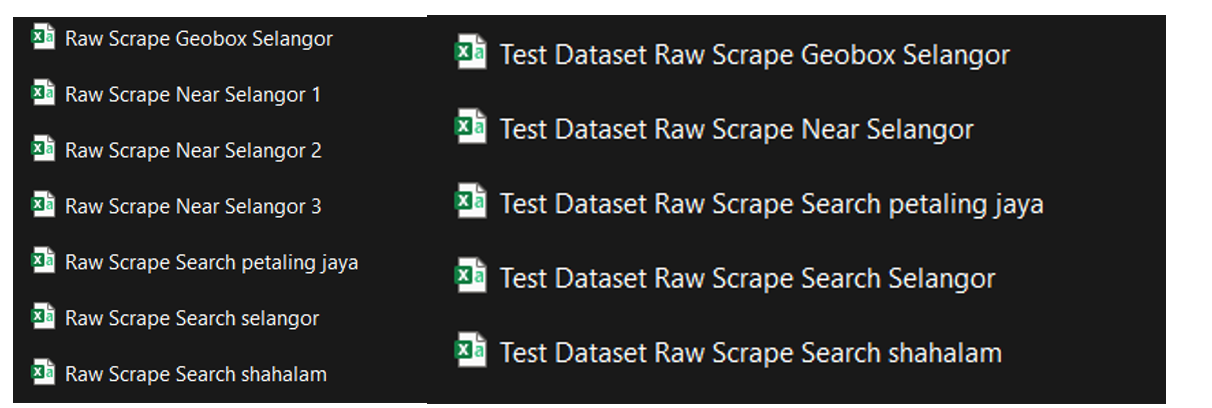 Raw Scrape Geobox Selangor
Raw Scrape Near Selangor 1
Raw Scrape Near Selangor 2
Raw Scrape Near Selangor 3
Raw Scrape Search petaling jaya
Raw Scrape Search selangor
Raw Scrape Search shahalam
Test Dataset Raw Scrape Geobox Selangor
Test Dataset Raw Scrape Near Selangor
Test Dataset Raw Scrape Search petaling jaya
Test Dataset Raw Scrape Search Selangor
Test Dataset Raw Scrape Search shahalam